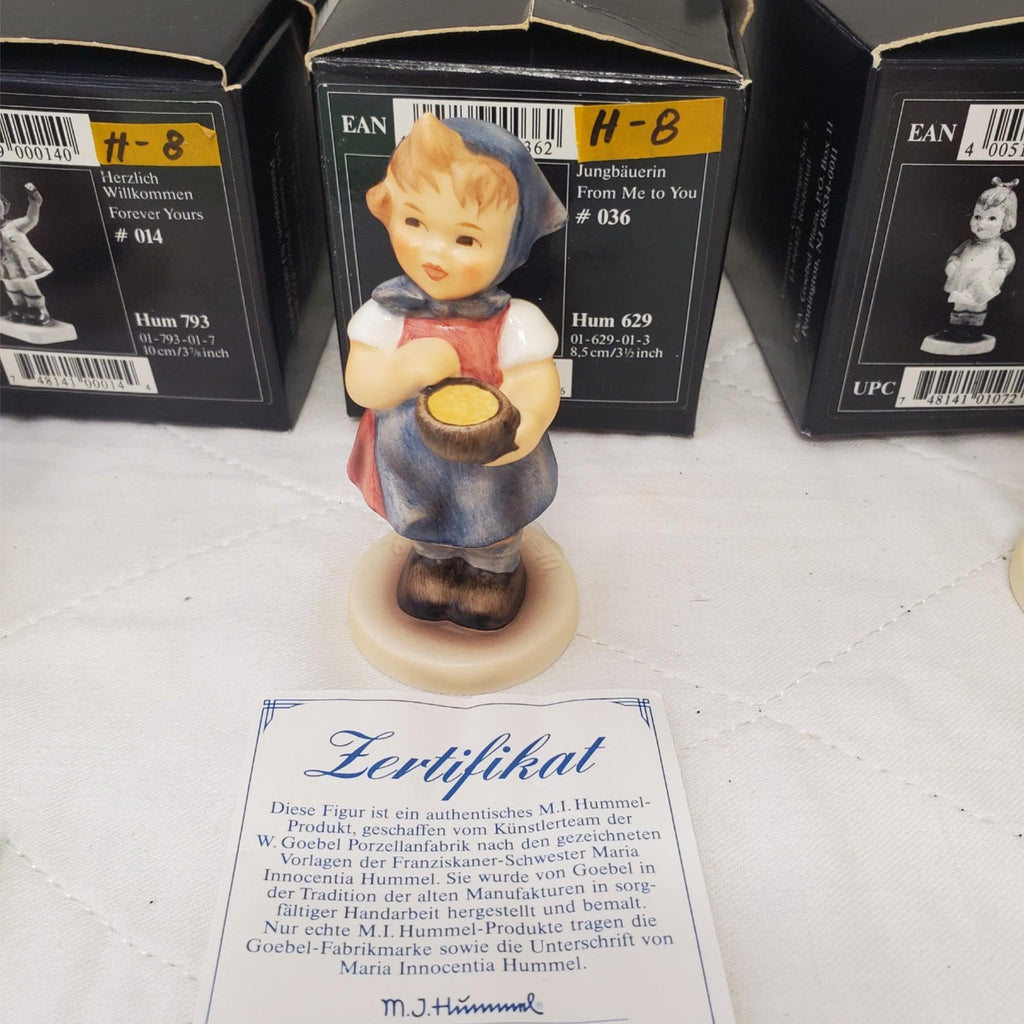 000140
H-8
Herzlich
Willkommen
Forever Yours
# 014
Hum 793
01-793-01-7
10 cm/3⅞ inch
7 48141 00014 4
EAN
362
H-8
Jungbäuerin
From Me to You
# 036
Hum 629
01-629-01-3
8,5 cm/3½ inch
EAN
4 0051
UPC
7 48141 01072
Zertifikat
Diese Figur ist ein authentisches M.I. Hummel-
Produkt, geschaffen vom Künstlerteam der
W. Goebel Porzellanfabrik nach den gezeichneten
Vorlagen der Franziskaner-Schwester Maria
Innocentia Hummel. Sie wurde von Goebel in
der Tradition der alten Manufakturen in sorg-
fältiger Handarbeit hergestellt und bemalt.
Nur echte M.I. Hummel-Produkte tragen die
Goebel-Fabrikmarke sowie die Unterschrift von
Maria Innocentia Hummel.
M.J.Hummel®